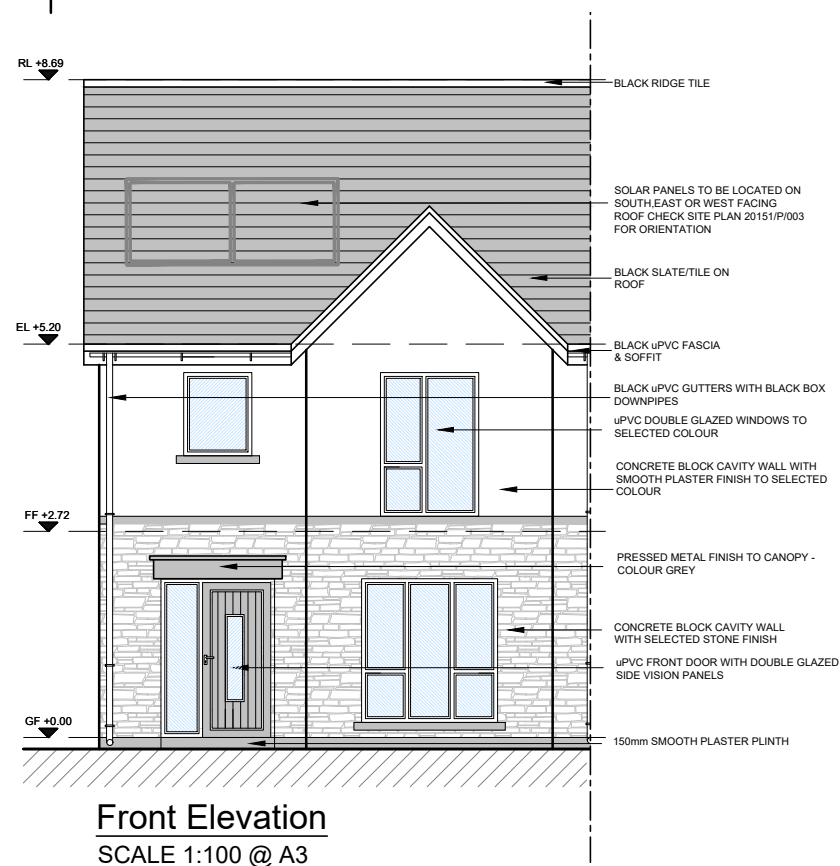 RL +8.69
BLACK RIDGE TILE
SOLAR PANELS TO BE LOCATED ON
SOUTH,EAST OR WEST FACING
ROOF CHECK SITE PLAN 20151/P/003
FOR ORIENTATION
BLACK SLATE/TILE ON
ROOF
EL +5.20
BLACK uPVC FASCIA
& SOFFIT
BLACK uPVC GUTTERS WITH BLACK BOX
DOWNPIPES
uPVC DOUBLE GLAZED WINDOWS TO
SELECTED COLOUR
CONCRETE BLOCK CAVITY WALL WITH
SMOOTH PLASTER FINISH TO SELECTED
COLOUR
FF +2.72
PRESSED METAL FINISH TO CANOPY -
COLOUR GREY
CONCRETE BLOCK CAVITY WALL
WITH SELECTED STONE FINISH
uPVC FRONT DOOR WITH DOUBLE GLAZED
SIDE VISION PANELS
GF +0.00
150mm SMOOTH PLASTER PLINTH
Front Elevation
SCALE 1:100 @ A3